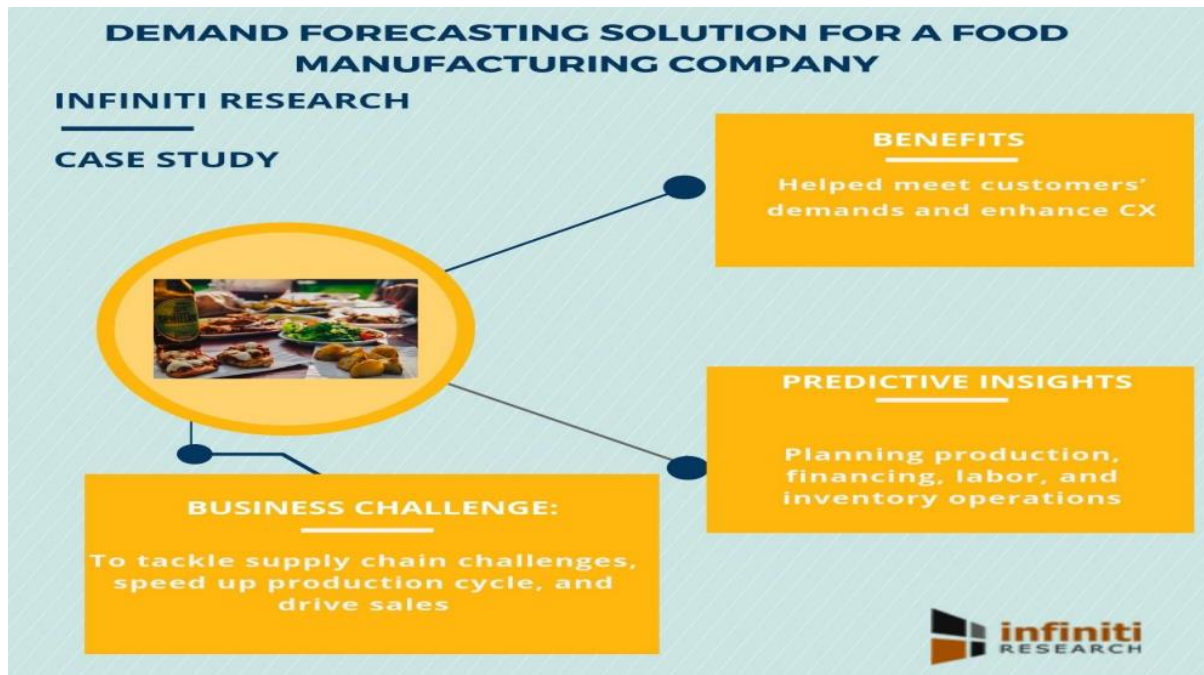 DEMAND FORECASTING SOLUTION FOR A FOOD
MANUFACTURING COMPANY
INFINITI RESEARCH
CASE STUDY
BENEFITS
Helped meet customers'
demands and enhance CX
PREDICTIVE INSIGHTS
Planning production,
financing, labor, and
inventory operations
BUSINESS CHALLENGE:
To tackle supply chain challenges,
speed up production cycle, and
drive sales
infiniti
RESEARCH